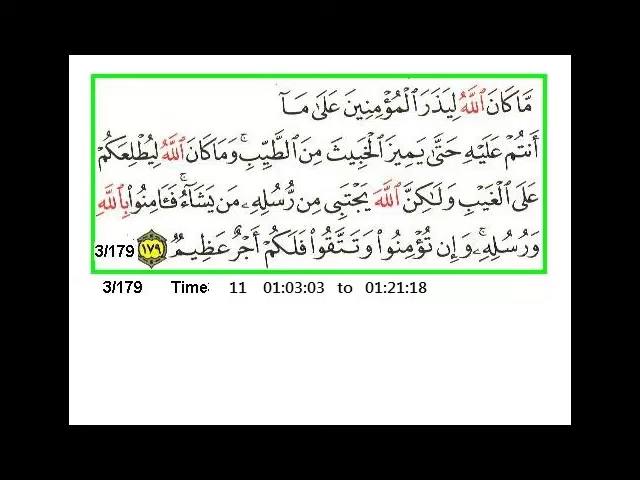 مَّا كَانَ ٱللَّهُ لِيَذَرَ ٱلْمُؤْمِنِينَ عَلَىٰ مَآ
أَنتُمْ عَلَيْهِ حَتَّىٰ يَمِيزَ ٱلْخَبِيثَ مِنَ ٱلطَّيِّبِ ۗ وَمَا كَانَ ٱللَّهُ لِيُطْلِعَكُمْ
عَلَى ٱلْغَيْبِ وَلَٰكِنَّ ٱللَّهَ يَجْتَبِى مِن رُّسُلِهِۦ مَن يَشَآءُ ۖ فَـَٔامِنُوا۟ بِٱللَّهِ
وَرُسُلِهِۦ ۚ وَإِن تُؤْمِنُوا۟ وَتَتَّقُوا۟ فَلَكُمْ أَجْرٌ عَظِيمٌ ١٧٩ 3/179
3/179 Time: 11 01:03:03 to 01:21:18